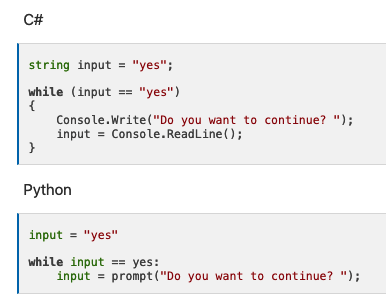 C#
string input = "yes";
while (input == "yes")
{
    Console.Write("Do you want to continue? ");
    input = Console.ReadLine();
}
Python
input = "yes"
while input == yes:
    input = prompt("Do you want to continue? ");